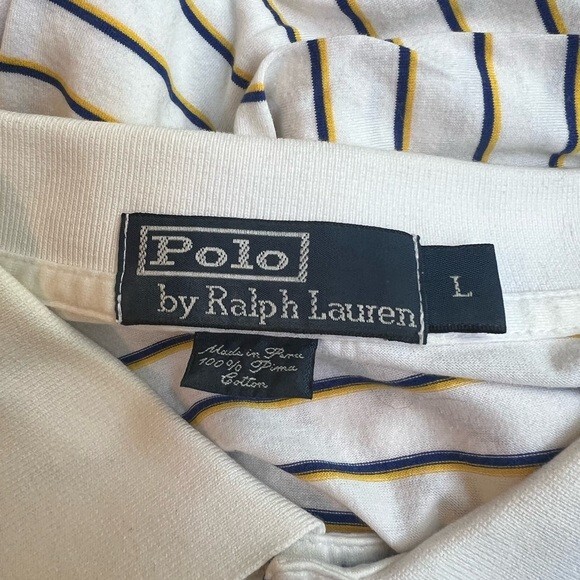 Polo
by Ralph Lauren
L
Made in Peru
100% Pima
Cotton